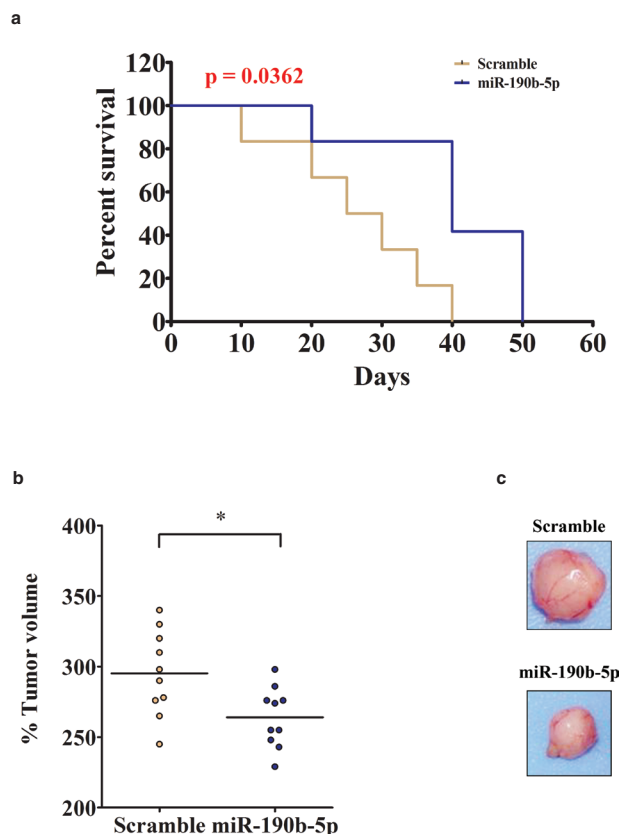 a
p = 0.0362
Scramble
miR-190b-5p
120
100
80
60
40
20
0
Percent survival
0 10 20 30 40 50 60
Days
b
*
400
350
300
250
200
% Tumor volume
Scramble miR-190b-5p
c
Scramble
miR-190b-5p